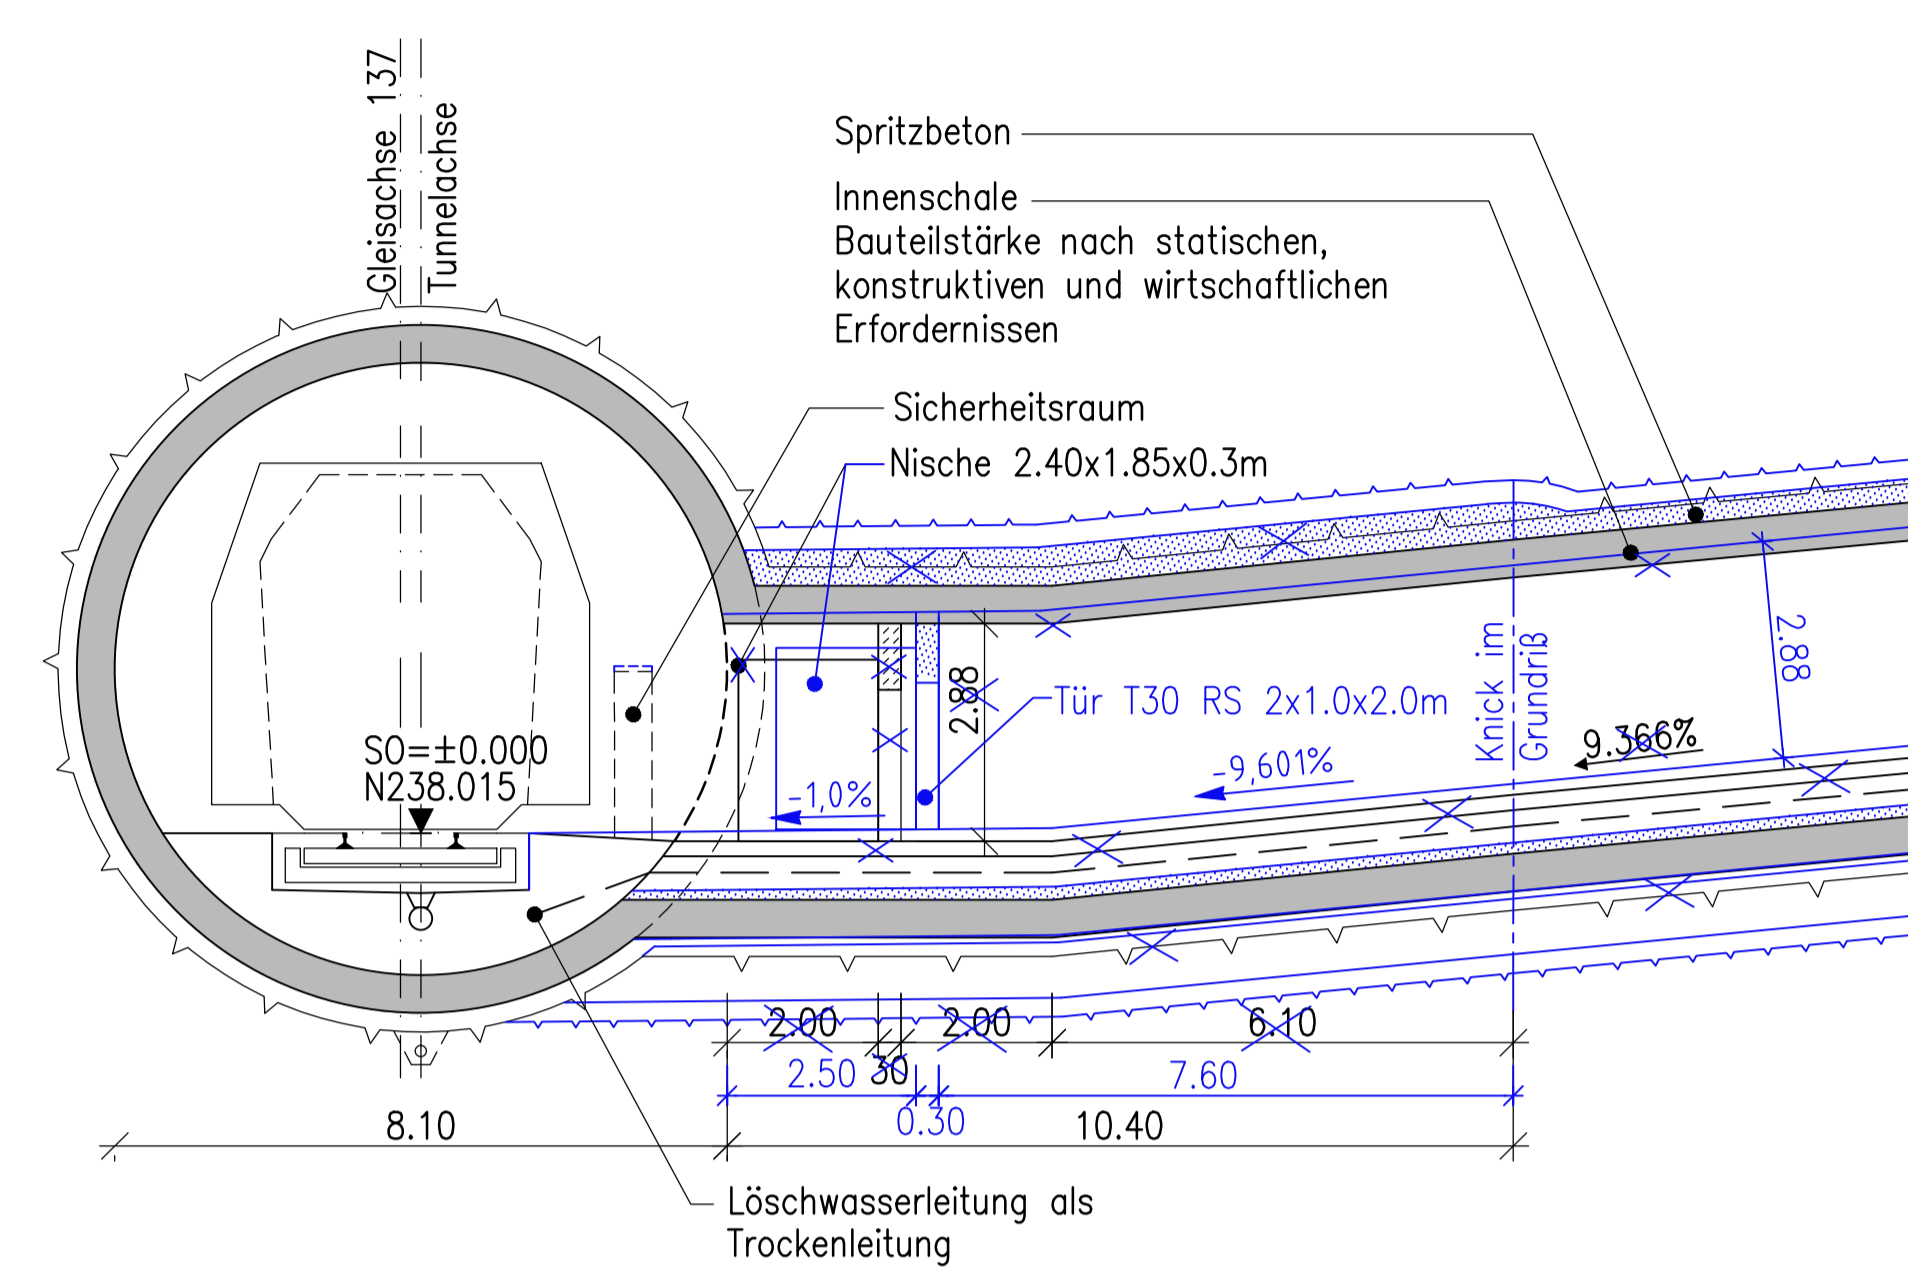 Gleisachse 137
Tunnelachse
Spritzbeton
Innenschale
Bauteilstärke nach statischen,
konstruktiven und wirtschaftlichen
Erfordernissen
Sicherheitsraum
Nische 2.40x1.85x0.3m
2.88
Tür T30 RS 2x1.0x2.0m
Knick im
Grundriß
2.88
9.366%
-9,601%
-1,0%
SO=±0.000
N238.015
2.00
2.00
6.10
2.50
30
7.60
0.30
8.10
10.40
Löschwasserleitung als
Trockenleitung